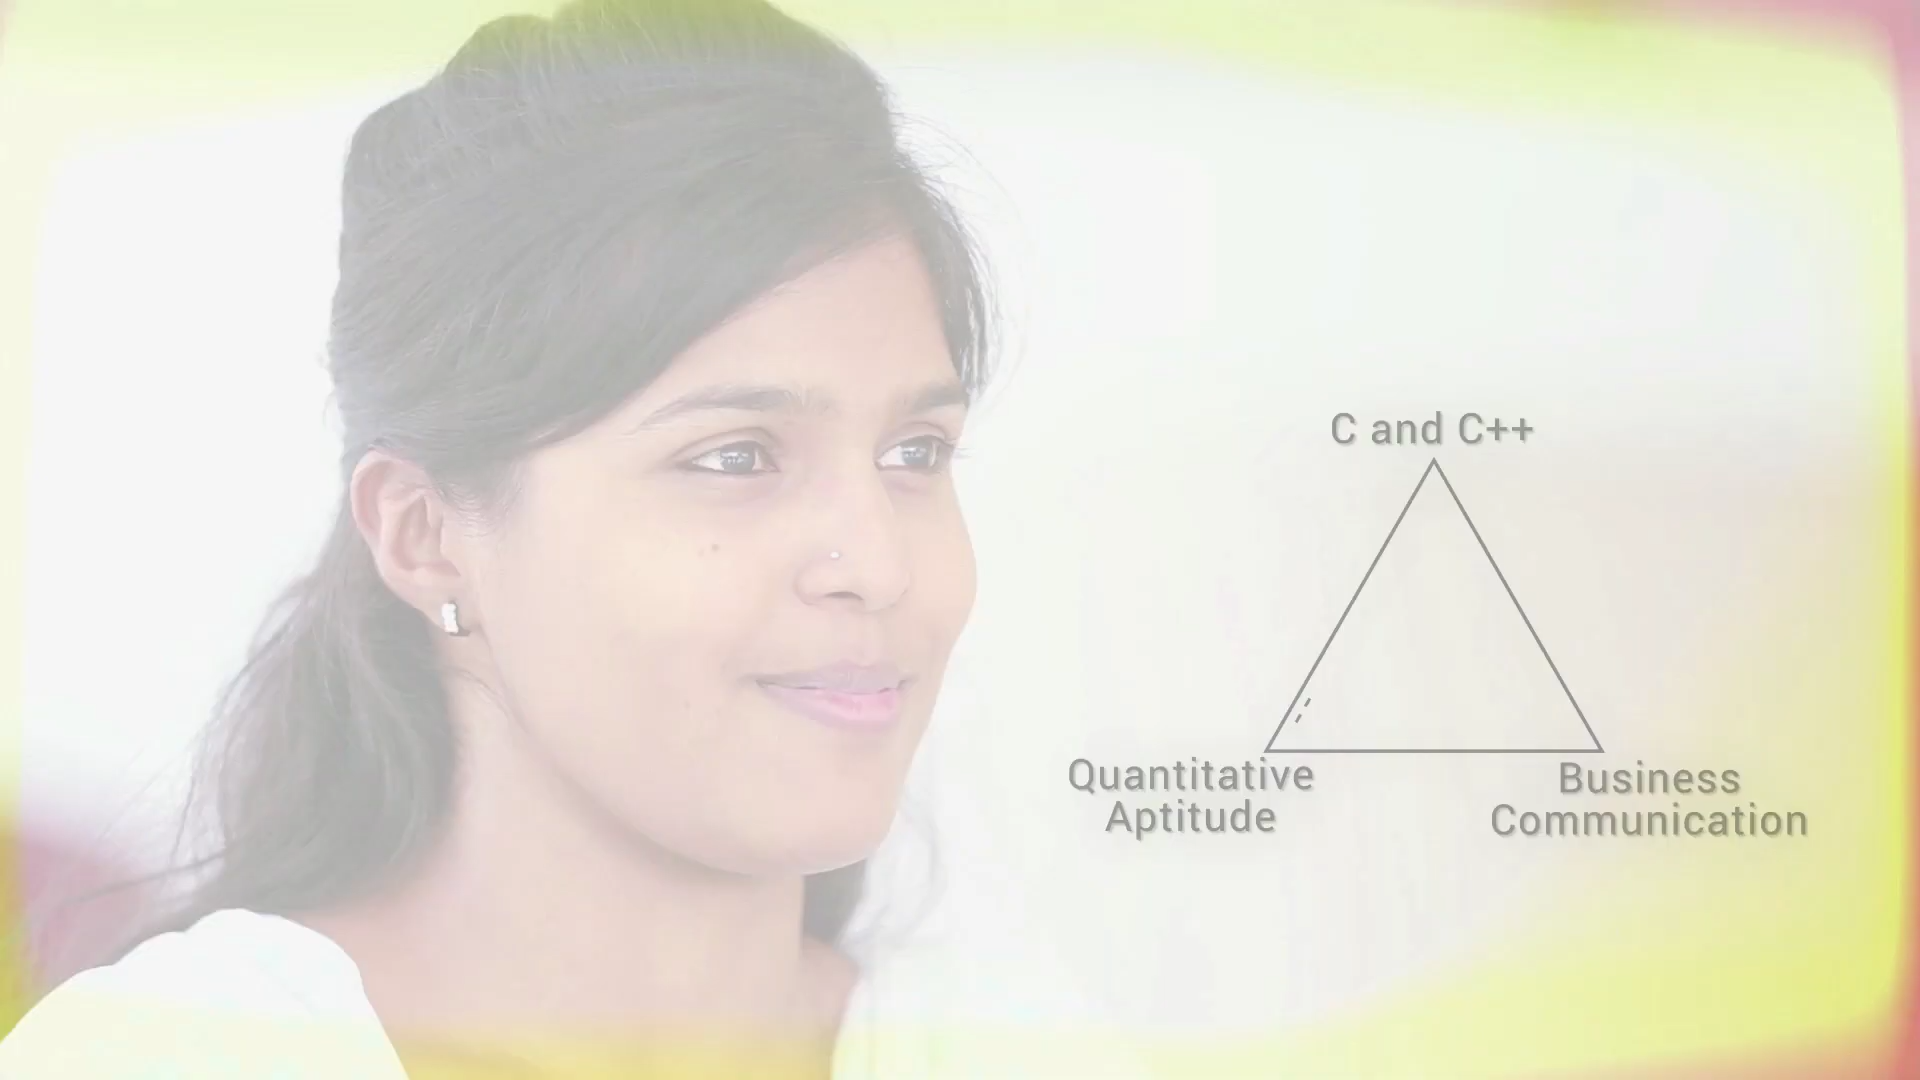 C and C++
Quantitative
Aptitude
Business
Communication